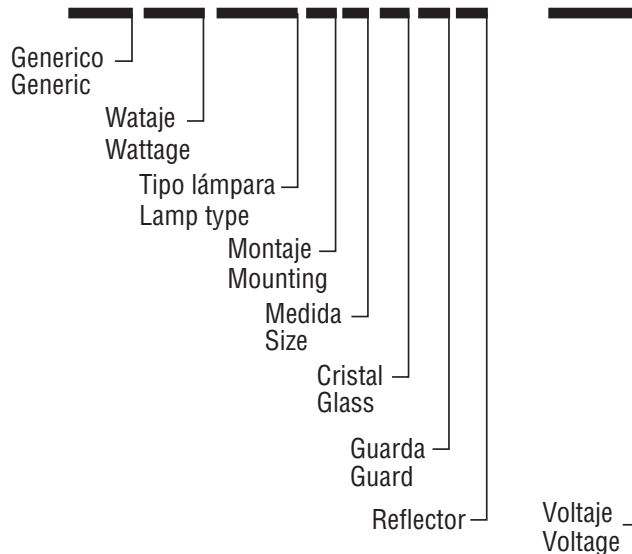 Generico
Generic
Wataje
Wattage
Tipo lámpara
Lamp type
Montaje
Mounting
Medida
Size
Cristal
Glass
Guarda
Guard
Reflector
Voltaje
Voltage